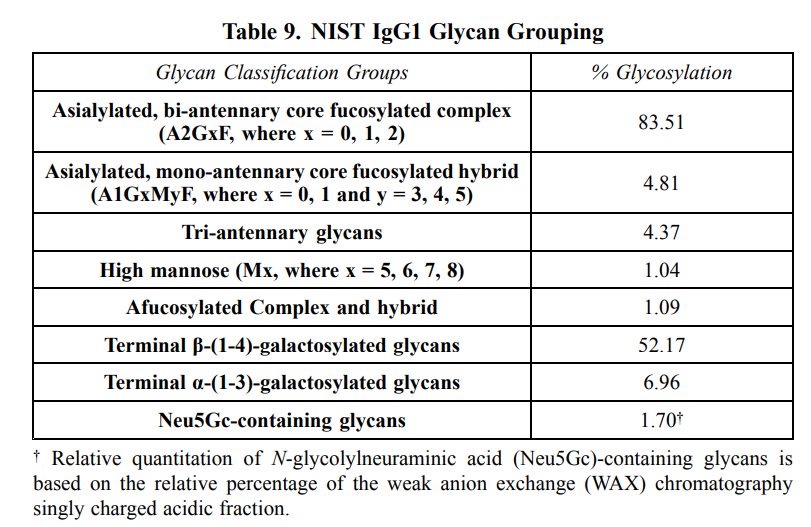 Table 9. NIST IgG1 Glycan Grouping
Glycan Classification Groups % Glycosylation
Asialylated, bi-antennary core fucosylated complex
(A2GxF, where x = 0, 1, 2) 83.51
Asialylated, mono-antennary core fucosylated hybrid
(A1GxMyF, where x = 0, 1 and y = 3, 4, 5) 4.81
Tri-antennary glycans 4.37
High mannose (Mx, where x = 5, 6, 7, 8) 1.04
Afucosylated Complex and hybrid 1.09
Terminal β-(1-4)-galactosylated glycans 52.17
Terminal α-(1-3)-galactosylated glycans 6.96
Neu5Gc-containing glycans 1.70†
† Relative quantitation of N-glycolylneuraminic acid (Neu5Gc)-containing glycans is
based on the relative percentage of the weak anion exchange (WAX) chromatography
singly charged acidic fraction.